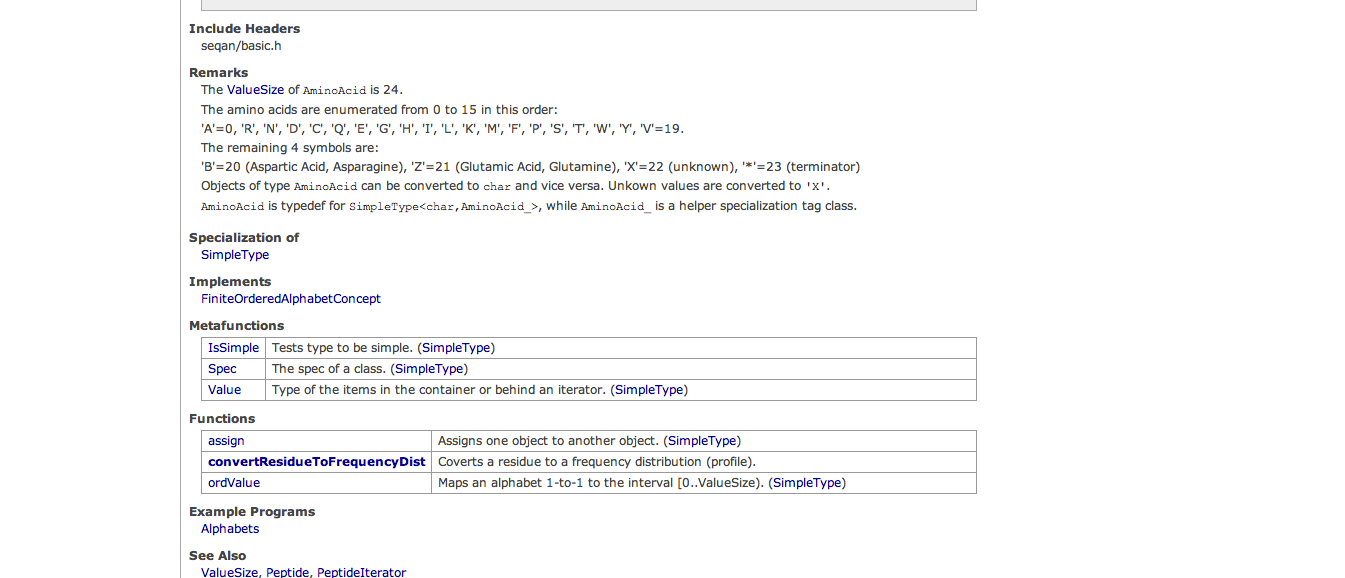 Include Headers
seqan/basic.h
Remarks
The ValueSize of AminoAcid is 24.
The amino acids are enumerated from 0 to 15 in this order:
'A'=0, 'R', 'N', 'D', 'C', 'Q', 'E', 'G', 'H', 'I', 'L', 'K', 'M', 'F', 'P', 'S', 'T', 'W', 'Y', 'V'=19.
The remaining 4 symbols are:
'B'=20 (Aspartic Acid, Asparagine), 'Z'=21 (Glutamic Acid, Glutamine), 'X'=22 (unknown), '*'=23 (terminator)
Objects of type AminoAcid can be converted to char and vice versa. Unkown values are converted to 'X'.
AminoAcid is typedef for SimpleType<char,AminoAcid_>, while AminoAcid_ is a helper specialization tag class.
Specialization of
SimpleType
Implements
FiniteOrderedAlphabetConcept
Metafunctions
IsSimple Tests type to be simple. (SimpleType)
Spec The spec of a class. (SimpleType)
Value Type of the items in the container or behind an iterator. (SimpleType)
Functions
assign Assigns one object to another object. (SimpleType)
convertResidueToFrequencyDist Coverts a residue to a frequency distribution (profile).
ordValue Maps an alphabet 1-to-1 to the interval [0..ValueSize). (SimpleType)
Example Programs
Alphabets
See Also
ValueSize, Peptide, PeptideIterator